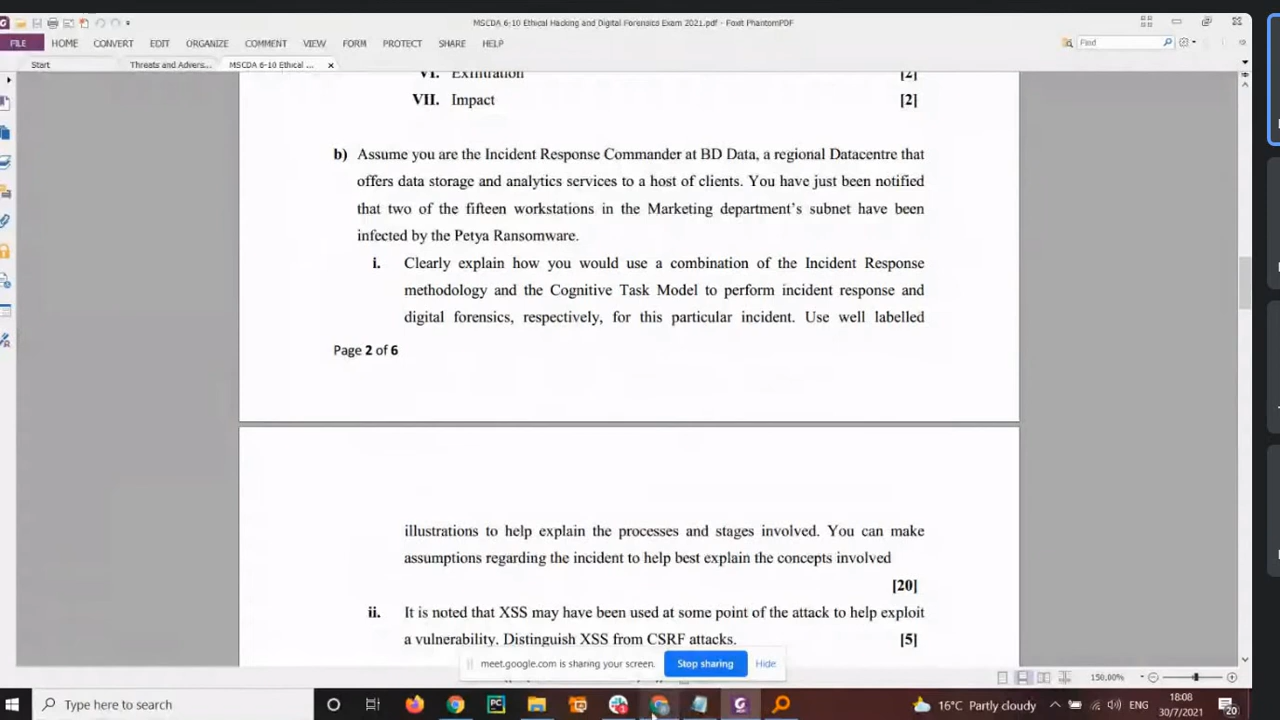 MSCDA 6-10 Ethical Hacking and Digital Forensics Exam 2021.pdf - Foxit PhantomPDF
FILE HOME CONVERT EDIT ORGANIZE COMMENT VIEW FORM PROTECT SHARE HELP Find
Start Threats and Advers... MSCDA 6-10 Ethical ...
VI. Exfiltration [2]
VII. Impact [2]
b) Assume you are the Incident Response Commander at BD Data, a regional Datacentre that
offers data storage and analytics services to a host of clients. You have just been notified
that two of the fifteen workstations in the Marketing department's subnet have been
infected by the Petya Ransomware.
i. Clearly explain how you would use a combination of the Incident Response
methodology and the Cognitive Task Model to perform incident response and
digital forensics, respectively, for this particular incident. Use well labelled
Page 2 of 6
illustrations to help explain the processes and stages involved. You can make
assumptions regarding the incident to help best explain the concepts involved
[20]
ii. It is noted that XSS may have been used at some point of the attack to help exploit
a vulnerability. Distinguish XSS from CSRF attacks. [5]
meet.google.com is sharing your screen. Stop sharing Hide
150.00%
Type here to search
16°C Partly cloudy ENG 18:08
30/7/2021 20